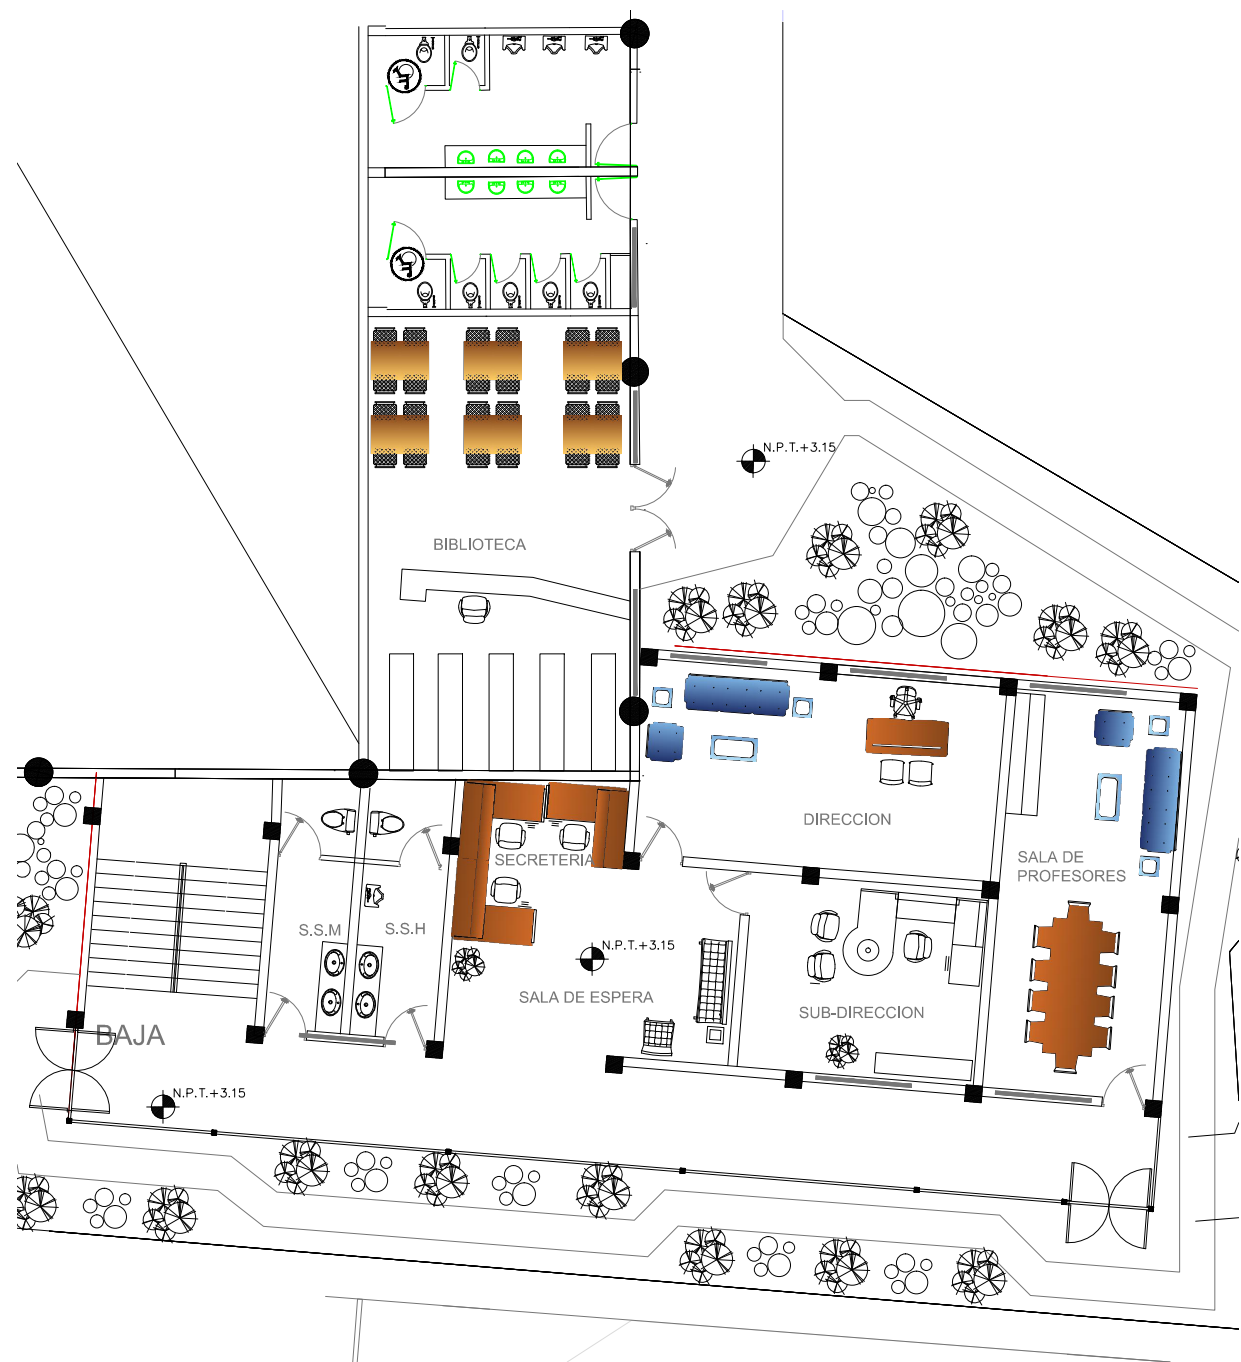 N.P.T.+3.15
BIBLIOTECA
DIRECCION
SECRETERIA
SALA DE
PROFESORES
S.S.M
S.S.H
N.P.T.+3.15
SALA DE ESPERA
SUB-DIRECCION
BAJA
N.P.T.+3.15